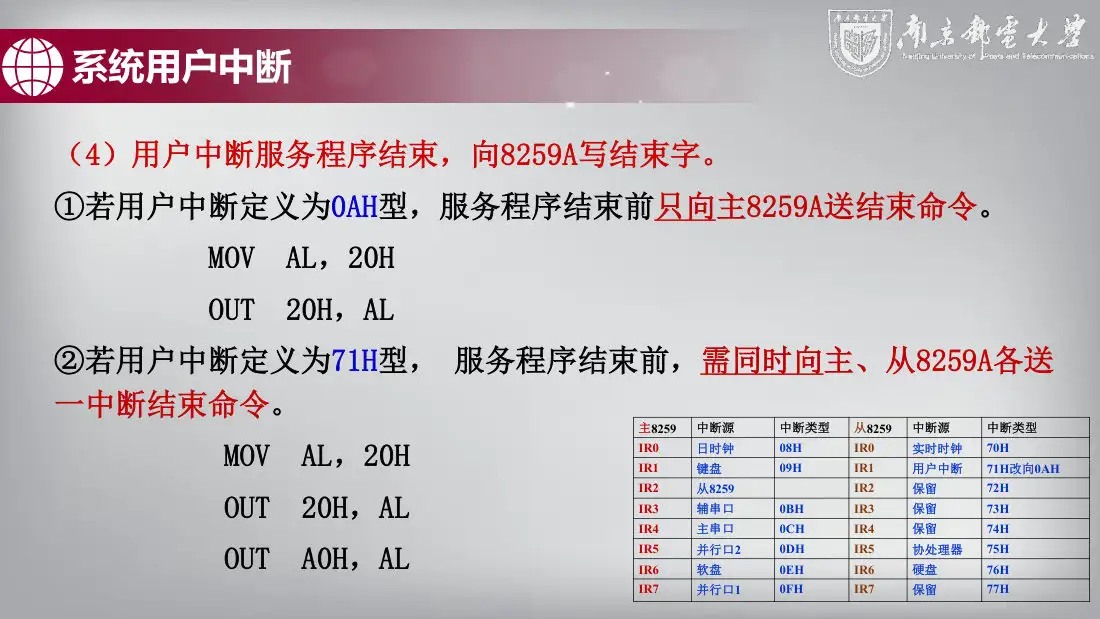 系统用户中断
南京邮电大学
Nanjing University of Posts and Telecommunications
（4）用户中断服务程序结束，向8259A写结束字。
①若用户中断定义为0AH型，服务程序结束前只向主8259A送结束命令。
MOV AL，20H
OUT 20H，AL
②若用户中断定义为71H型， 服务程序结束前，需同时向主、从8259A各送
一中断结束命令。
MOV AL，20H
OUT 20H，AL
OUT A0H，AL
主8259 中断源 中断类型 从8259 中断源 中断类型
IR0 日时钟 08H IR0 实时时钟 70H
IR1 键盘 09H IR1 用户中断 71H改向0AH
IR2 从8259 IR2 保留 72H
IR3 辅串口 0BH IR3 保留 73H
IR4 主串口 0CH IR4 保留 74H
IR5 并行口2 0DH IR5 协处理器 75H
IR6 软盘 0EH IR6 硬盘 76H
IR7 并行口1 0FH IR7 保留 77H